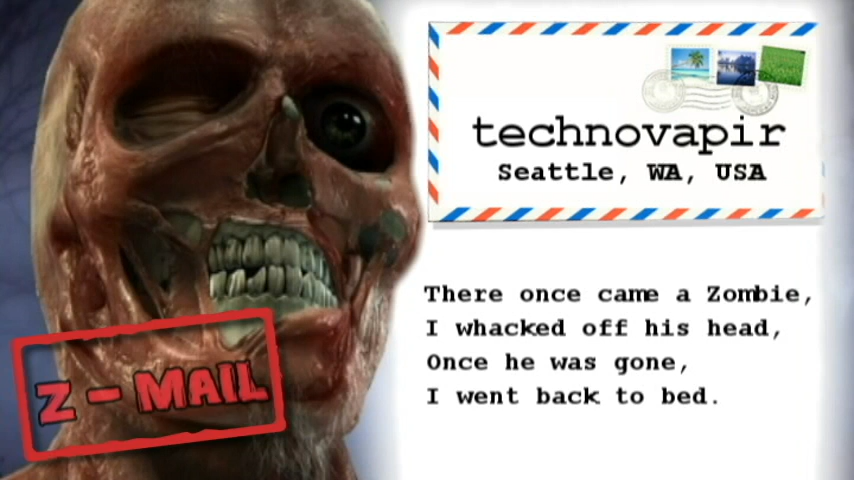 technovapir
Seattle, WA, USA
There once came a Zombie,
I whacked off his head,
Once he was gone,
I went back to bed.
Z - MAIL